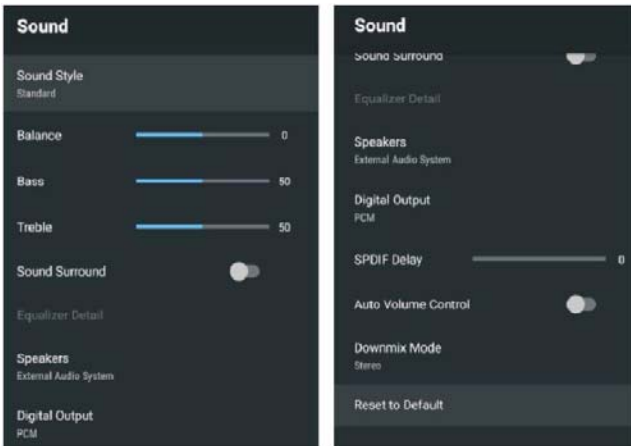 Sound
Sound Style
Standard
Balance 0
Bass 50
Treble 50
Sound Surround
Equalizer Detail
Speakers
External Audio System
Digital Output
PCM
Sound
Sound Surround
Equalizer Detail
Speakers
External Audio System
Digital Output
PCM
SPDIF Delay 0
Auto Volume Control
Downmix Mode
Stereo
Reset to Default